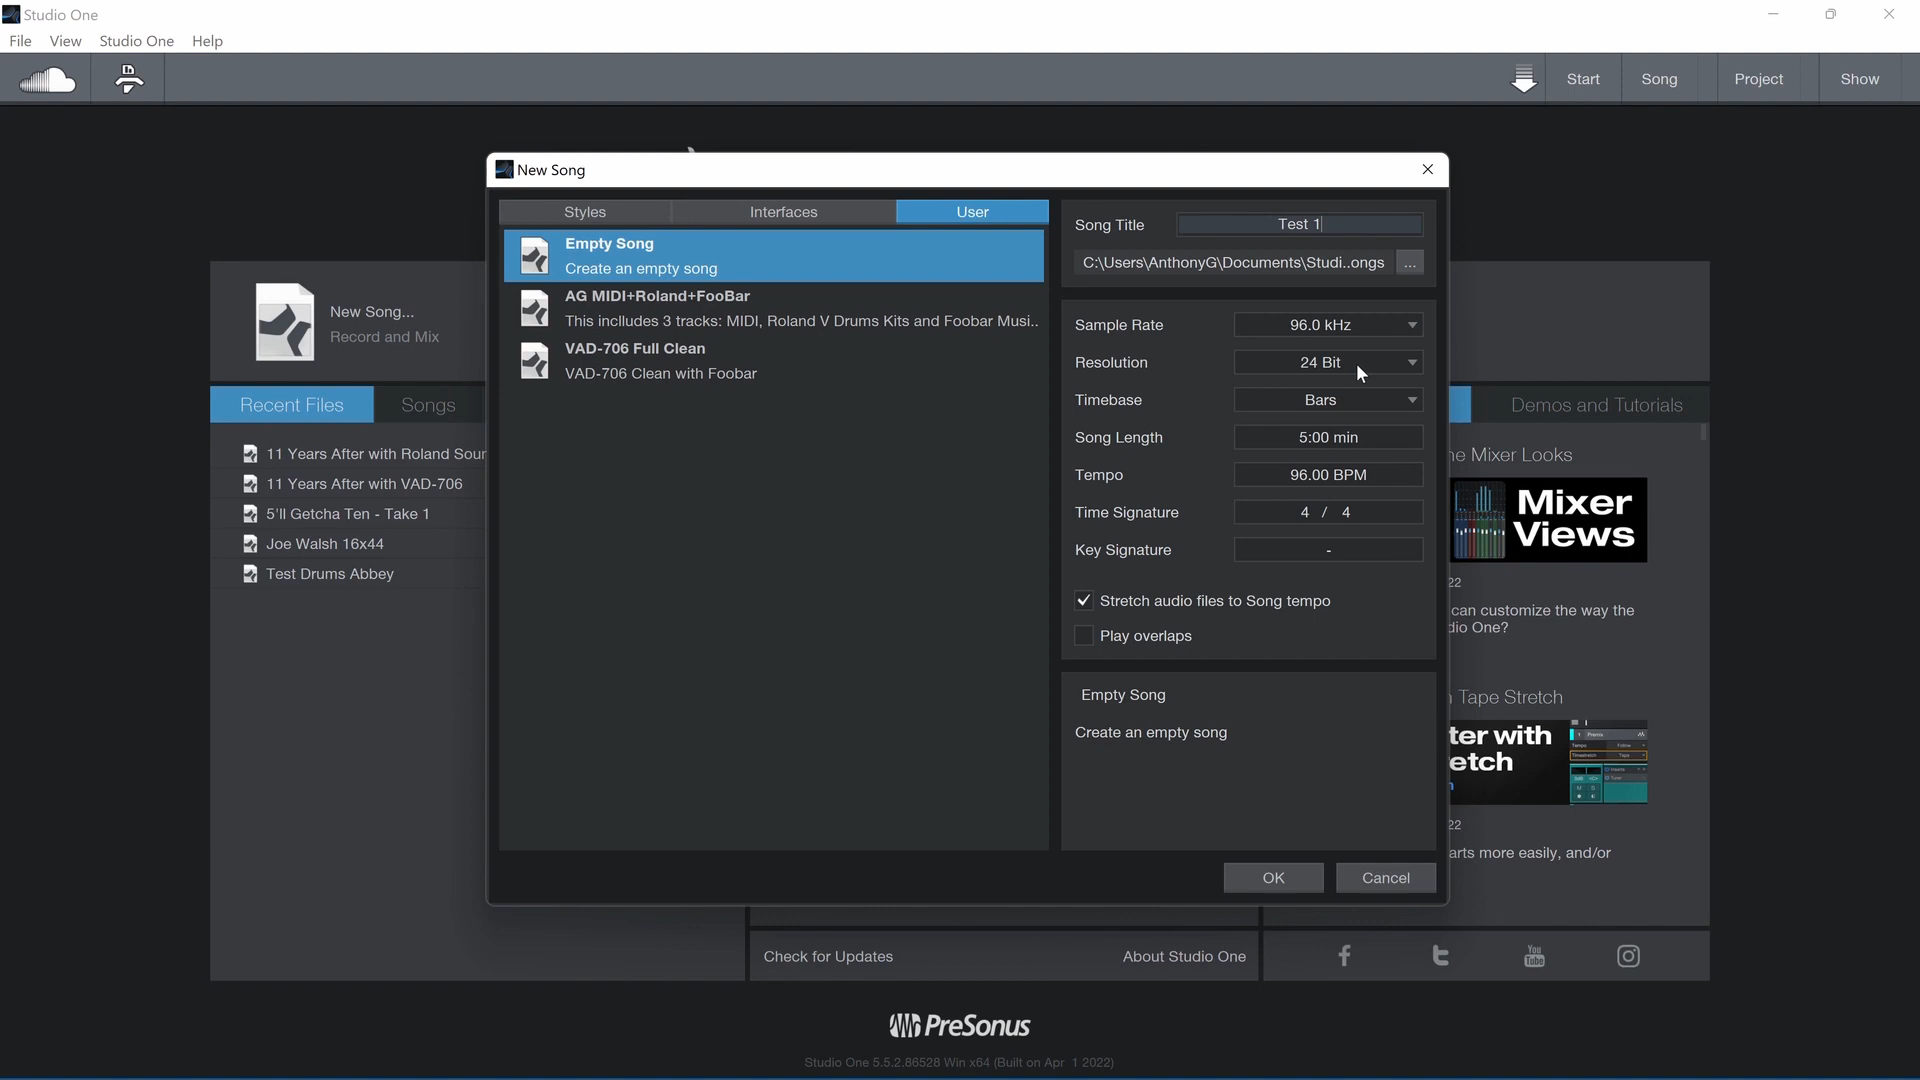 Studio One
File View Studio One Help
Start Song Project Show
New Song
Styles Interfaces User
Empty Song
Create an empty song
AG MIDI+Roland+FooBar
This inclludes 3 tracks: MIDI, Roland V Drums Kits and Foobar Musi..
VAD-706 Full Clean
VAD-706 Clean with Foobar
Song Title Test 1
C:\Users\AnthonyG\Documents\Studi..ongs ...
Sample Rate 96.0 kHz
Resolution 24 Bit
Timebase Bars
Song Length 5:00 min
Tempo 96.00 BPM
Time Signature 4 / 4
Key Signature -
Stretch audio files to Song tempo
Play overlaps
Empty Song
Create an empty song
OK Cancel
New Song...
Record and Mix
Recent Files Songs
11 Years After with Roland Sour
11 Years After with VAD-706
5'll Getcha Ten - Take 1
Joe Walsh 16x44
Test Drums Abbey
Demos and Tutorials
ne Mixer Looks
Mixer
Views
22
can customize the way the
dio One?
Tape Stretch
ter with
etch
22
arts more easily, and/or
Check for Updates About Studio One
You
Tube
PreSonus
Studio One 5.5.2.86528 Win x64 (Built on Apr 1 2022)